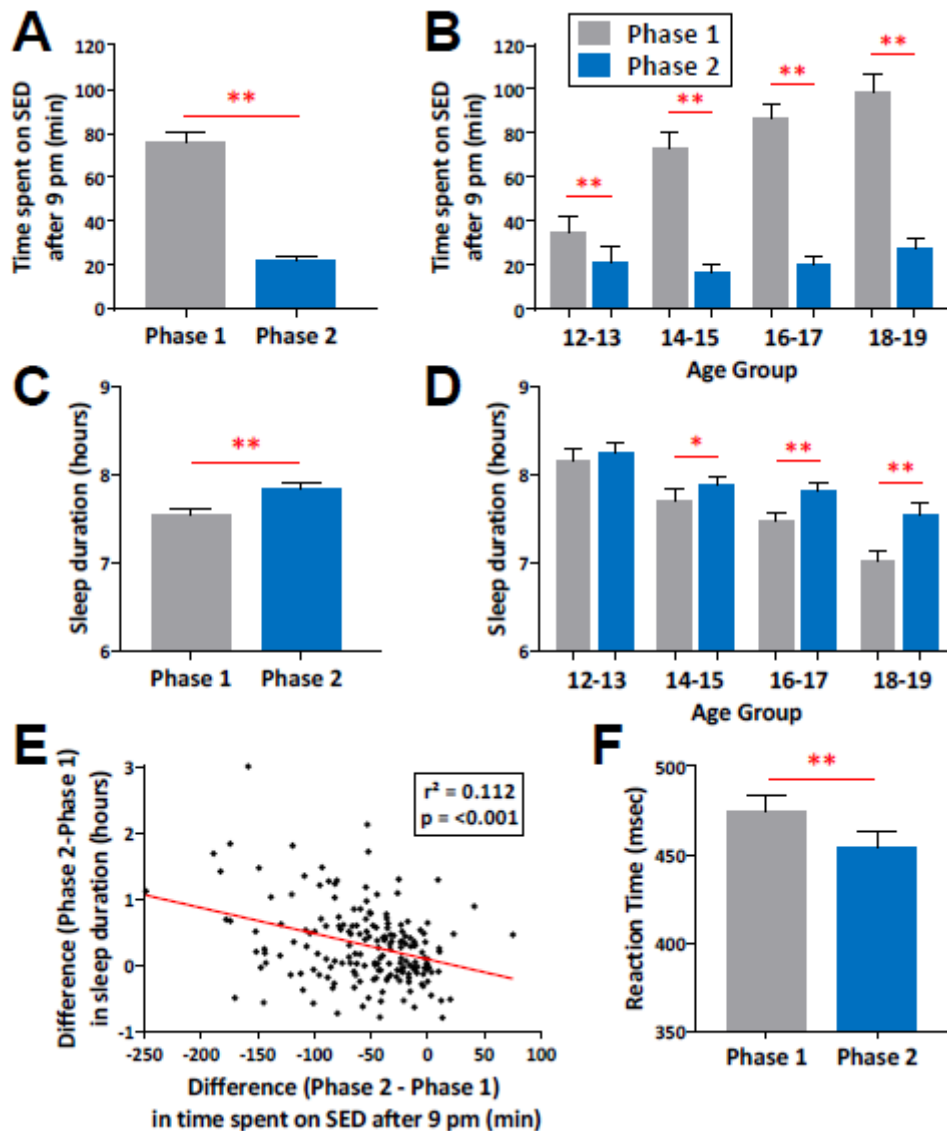 A
Time spent on SED
after 9 pm (min)
120
100
80
60
40
20
0
**
Phase 1
Phase 2
B
Phase 1
Phase 2
Time spent on SED
after 9 pm (min)
120
100
80
60
40
20
0
**
**
**
**
12-13
14-15
16-17
18-19
Age Group
C
Sleep duration (hours)
9
8
7
6
**
Phase 1
Phase 2
D
Sleep duration (hours)
9
8
7
6
*
**
**
12-13
14-15
16-17
18-19
Age Group
E
Difference (Phase 2-Phase 1)
in sleep duration (hours)
3
2
1
0
-1
r² = 0.112
p = <0.001
-250
-200
-150
-100
-50
0
50
100
Difference (Phase 2 - Phase 1)
in time spent on SED after 9 pm (min)
F
Reaction Time (msec)
500
450
400
350
**
Phase 1
Phase 2